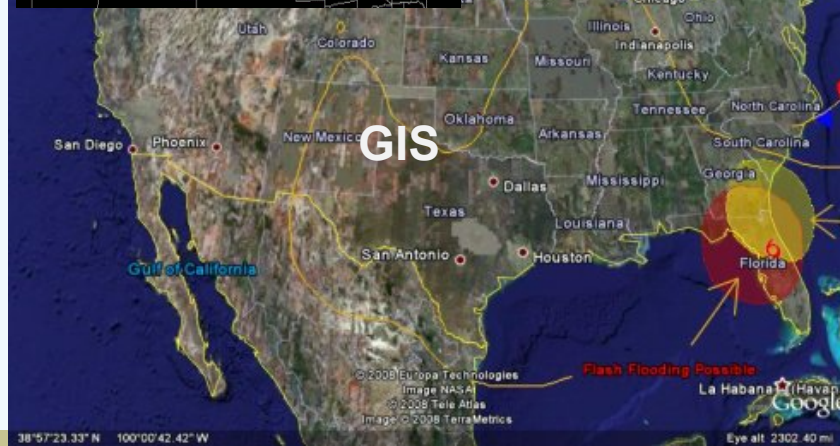 Chicago
Utah
Colorado
Kansas
Missouri
Illinois
Ohio
Indianapolis
Kentucky
San Diego
Phoenix
New Mexico
GIS
Oklahoma
Arkansas
Tennessee
North Carolina
South Carolina
Dallas
Mississippi
Georgia
Texas
Louisiana
San Antonio
Houston
Florida
6
Gulf of California
Flash Flooding Possible.
© 2008 Europa Technologies
Image NASA
© 2008 Tele Atlas
Image © 2008 TerraMetrics
La Habana (Havan
Google
38°57'23.33" N 100°00'42.42" W
Eye alt 2302.40 mi